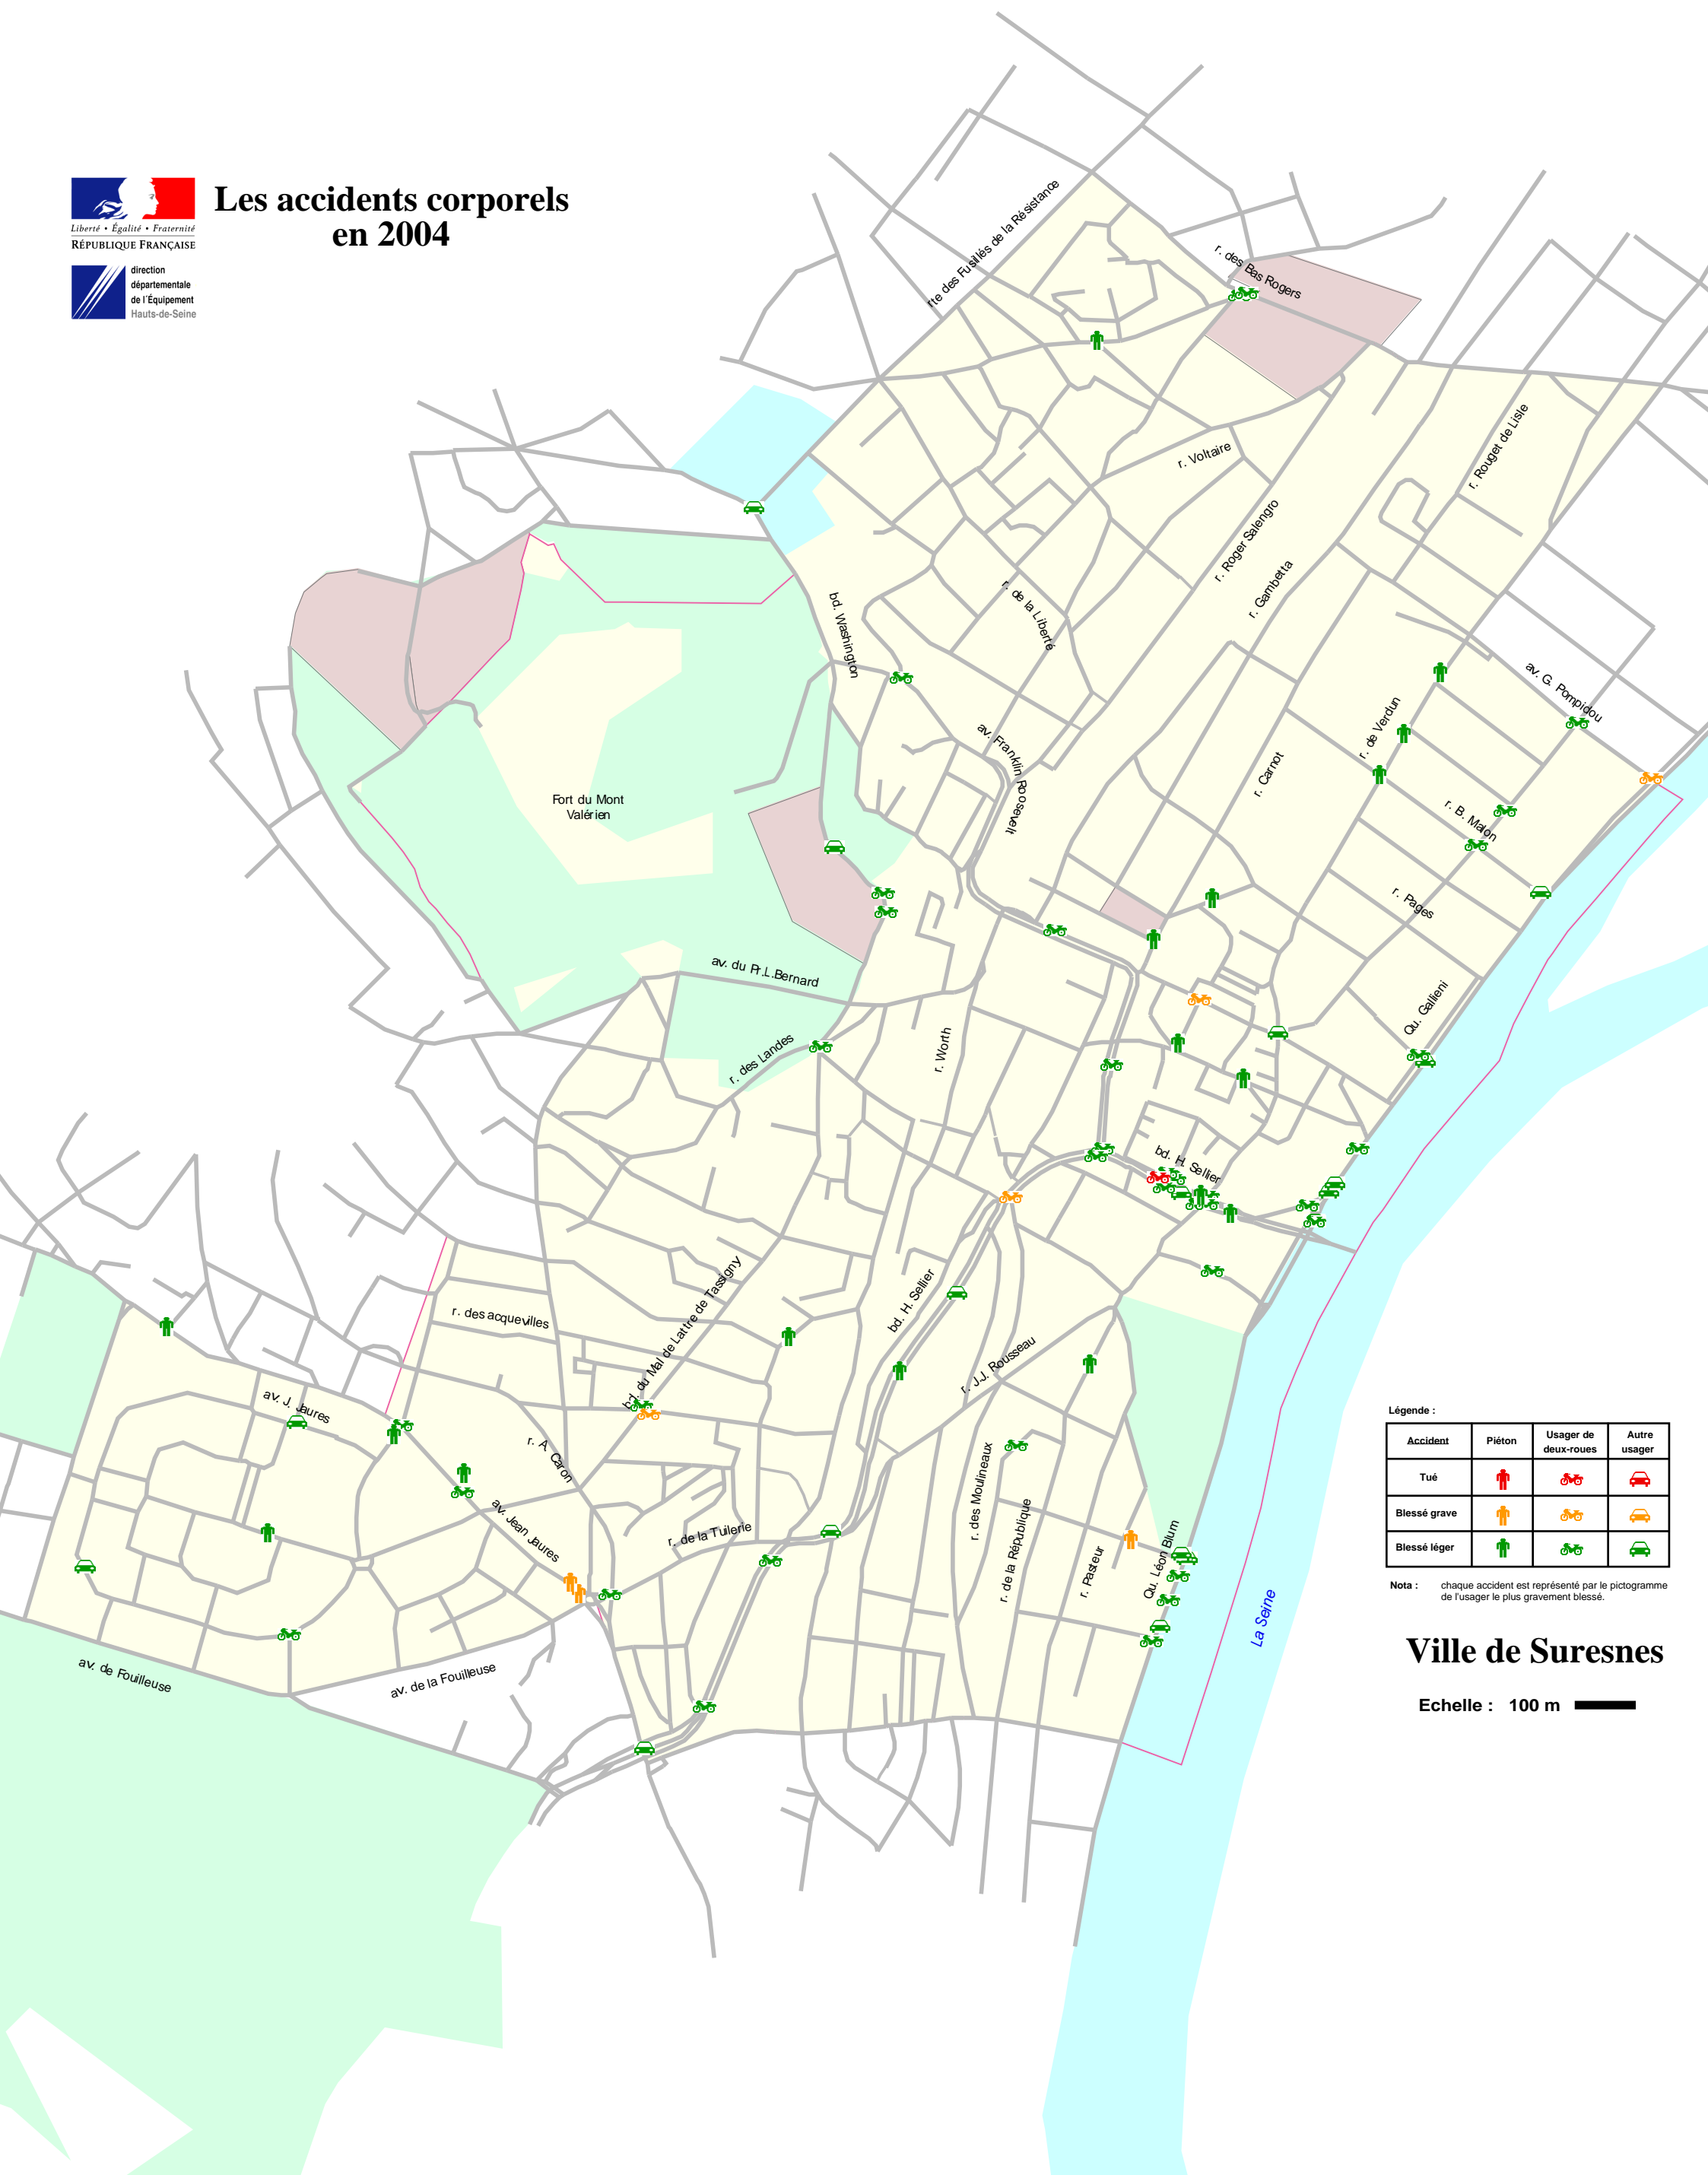 Liberté • Égalité • Fraternité
RÉPUBLIQUE FRANÇAISE
direction
départementale
de l'Équipement
Hauts-de-Seine
Les accidents corporels
en 2004
rte des Fusillés de la Résistance
r. des Bas Rogers
r. Voltaire
r. Rouget de Lisle
r. Roger Salengro
r. Gambetta
r. de la Liberté
bd. Washington
av. G. Pompidou
r. de Verdun
av. Franklin Roosevelt
r. Carnot
Fort du Mont
Valérien
r. B. Malon
r. Pages
av. du Pr.L.Bernard
Qu. Gallieni
r. des Landes
r. Worth
bd. H. Sellier
bd. du Mal de Lattre de Tassigny
bd. H. Sellier
r. des acquevilles
r. J.J. Rousseau
av. J. Jaures
r. A. Caron
r. des Moulineaux
av. Jean Jaures
r. de la Tuilerie
r. de la République
r. Pasteur
Qu. Léon Blum
La Seine
av. de Fouilleuse
av. de la Fouilleuse
Légende :
Accident
Piéton
Usager de
deux-roues
Autre
usager
Tué
Blessé grave
Blessé léger
Nota : chaque accident est représenté par le pictogramme
de l'usager le plus gravement blessé.
Ville de Suresnes
Echelle : 100 m